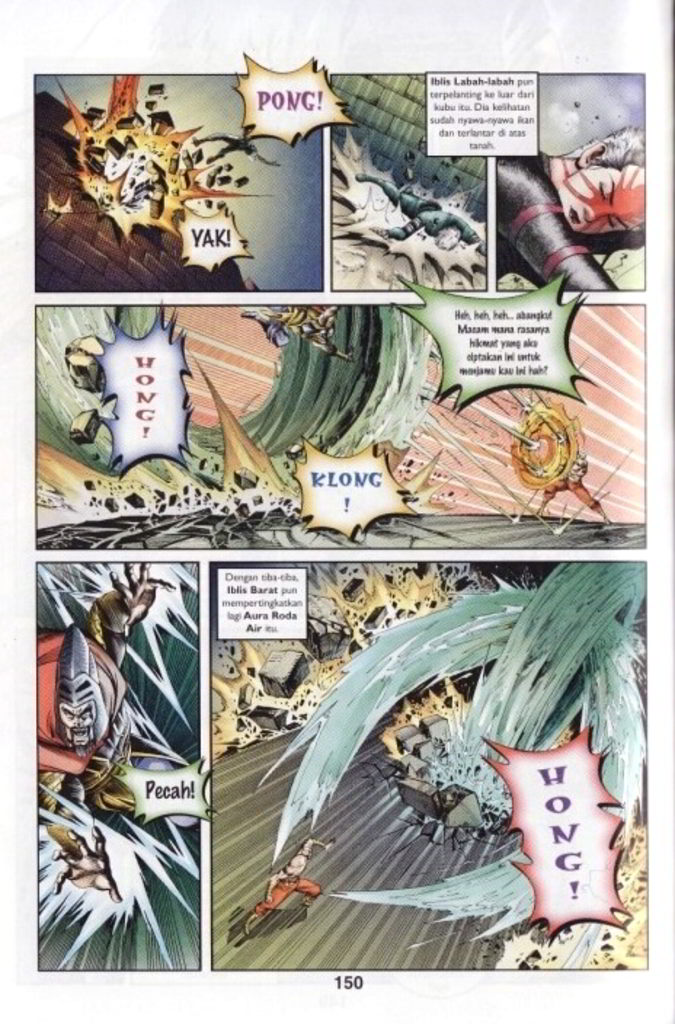 PONG!
YAK!
Iblis Labah-labah pun
terpelanting ke luar dari
kubu itu. Dia kelihatan
sudah nyawa-nyawa ikan
dan terlantar di atas
tanah.
HONG!
KLONG
!
Heh, heh, heh... abangku!
Macam mana rasanya
hikmat yang aku
ciptakan ini untuk
menjamu kau ini hah?
Pecah!
Dengan tiba-tiba,
Iblis Barat pun
mempertingkatkan
lagi Aura Roda
Air itu.
HONG!
150